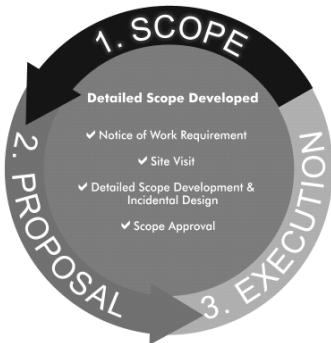 1. SCOPE
Detailed Scope Developed
✔ Notice of Work Requirement
✔ Site Visit
✔ Detailed Scope Development &
Incidental Design
✔ Scope Approval
2. PROPOSAL
3. EXECUTION